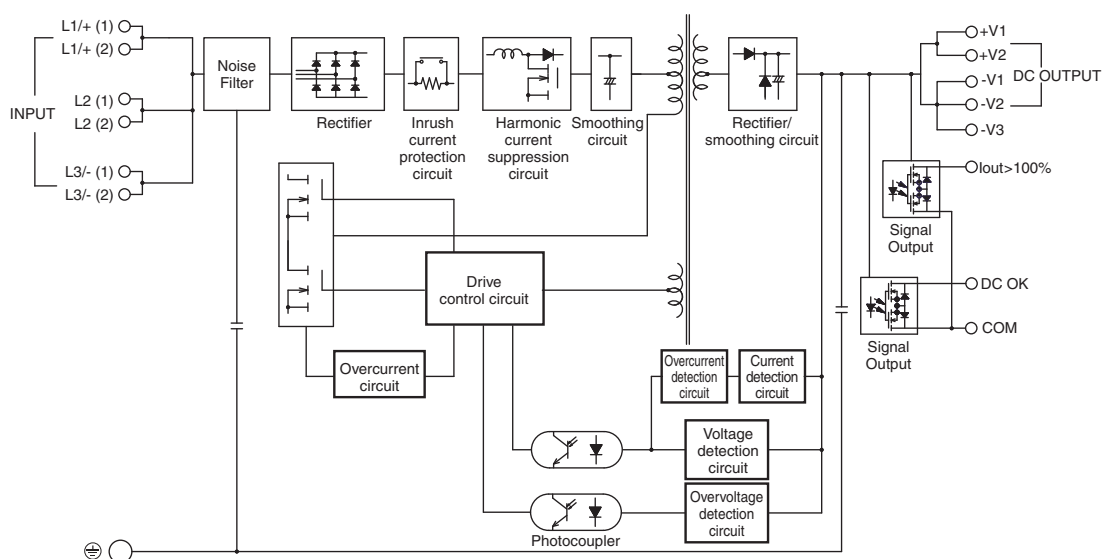 L1/+ (1)
L1/+ (2)
INPUT
L2 (1)
L2 (2)
L3/- (1)
L3/- (2)
Noise
Filter
Rectifier
Inrush
current
protection
circuit
Harmonic
current
suppression
circuit
Smoothing
circuit
Rectifier/
smoothing circuit
+V1
+V2
DC OUTPUT
-V1
-V2
-V3
Iout>100%
Signal
Output
DC OK
COM
Signal
Output
Drive
control circuit
Overcurrent
circuit
Overcurrent
detection
circuit
Current
detection
circuit
Voltage
detection
circuit
Overvoltage
detection
circuit
Photocoupler